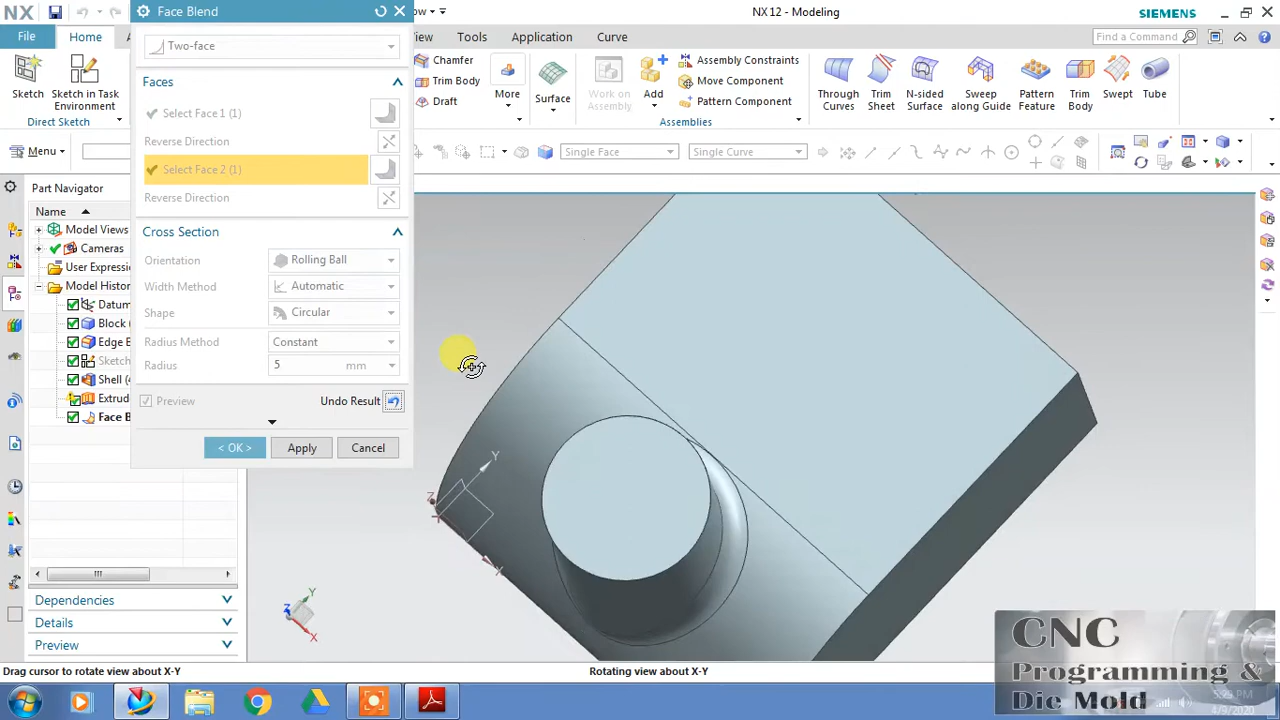 NX
Face Blend
NX 12 - Modeling
SIEMENS
File
Home
View
Tools
Application
Curve
Find a Command
Two-face
Sketch
Sketch in Task
Environment
Direct Sketch
Faces
Select Face 1 (1)
Reverse Direction
Select Face 2 (1)
Reverse Direction
Cross Section
Orientation
Rolling Ball
Width Method
Automatic
Shape
Circular
Radius Method
Constant
Radius
5
mm
Preview
Undo Result
< OK >
Apply
Cancel
Chamfer
Trim Body
Draft
More
Surface
Work on
Assembly
Add
Assembly Constraints
Move Component
Pattern Component
Assemblies
Through
Curves
Trim
Sheet
N-sided
Surface
Sweep
along Guide
Pattern
Feature
Trim
Body
Swept
Tube
Menu
Single Face
Single Curve
Part Navigator
Name
Model Views
Cameras
User Expressi
Model Histor
Datum
Block (
Edge B
Sketch
Shell (4
Extrud
Face B
Dependencies
Details
Preview
Z
Y
X
Z
Y
X
Drag cursor to rotate view about X-Y
Rotating view about X-Y
CNC
Programming &
Die Mold
4/9/2020